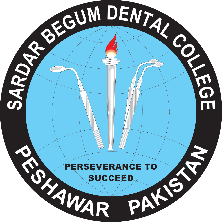 SARDAR BEGUM DENTAL COLLEGE
PERSEVERANCE TO
SUCCEED
PESHAWAR PAKISTAN